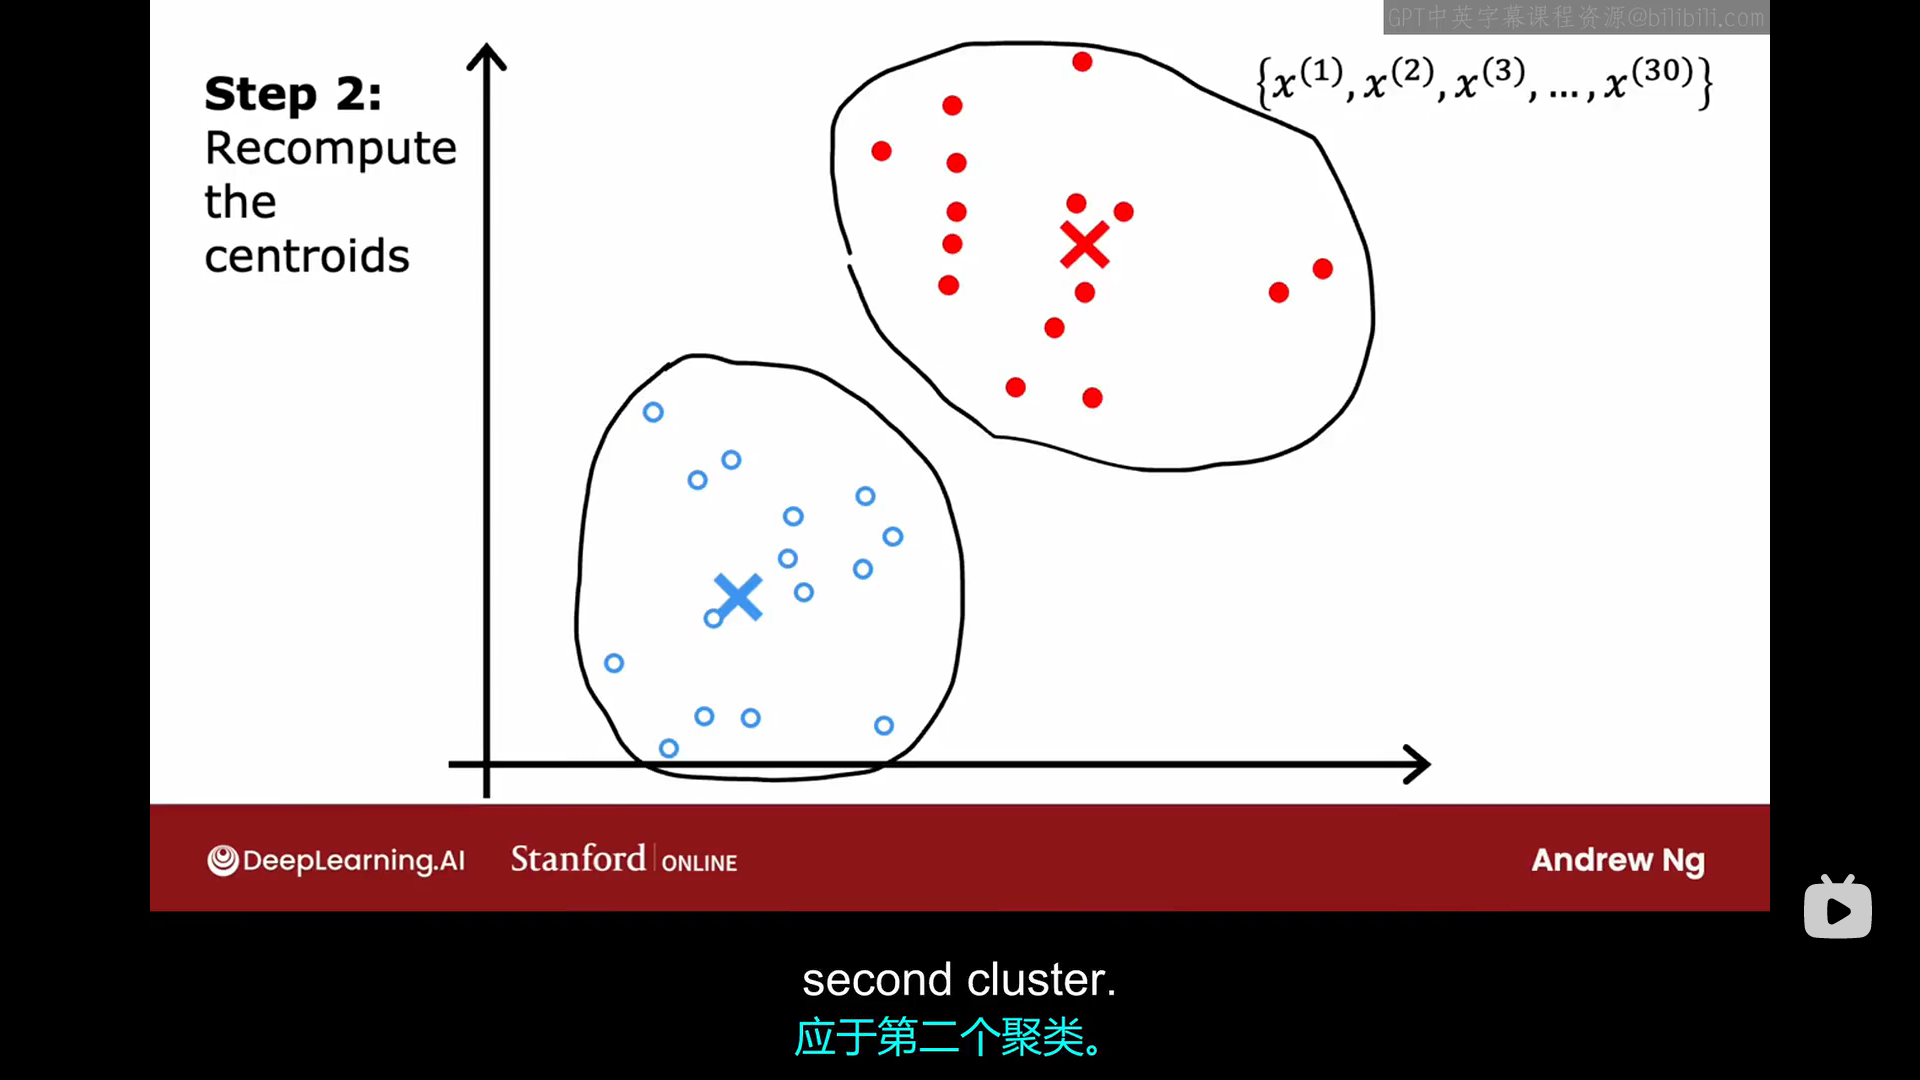 GPT中英字幕课程资源@bilibili.com
Step 2:
Recompute
the
centroids
{x^(1), x^(2), x^(3), ..., x^(30)}
DeepLearning.AI
Stanford | ONLINE
Andrew Ng
second cluster.
应于第二个聚类。